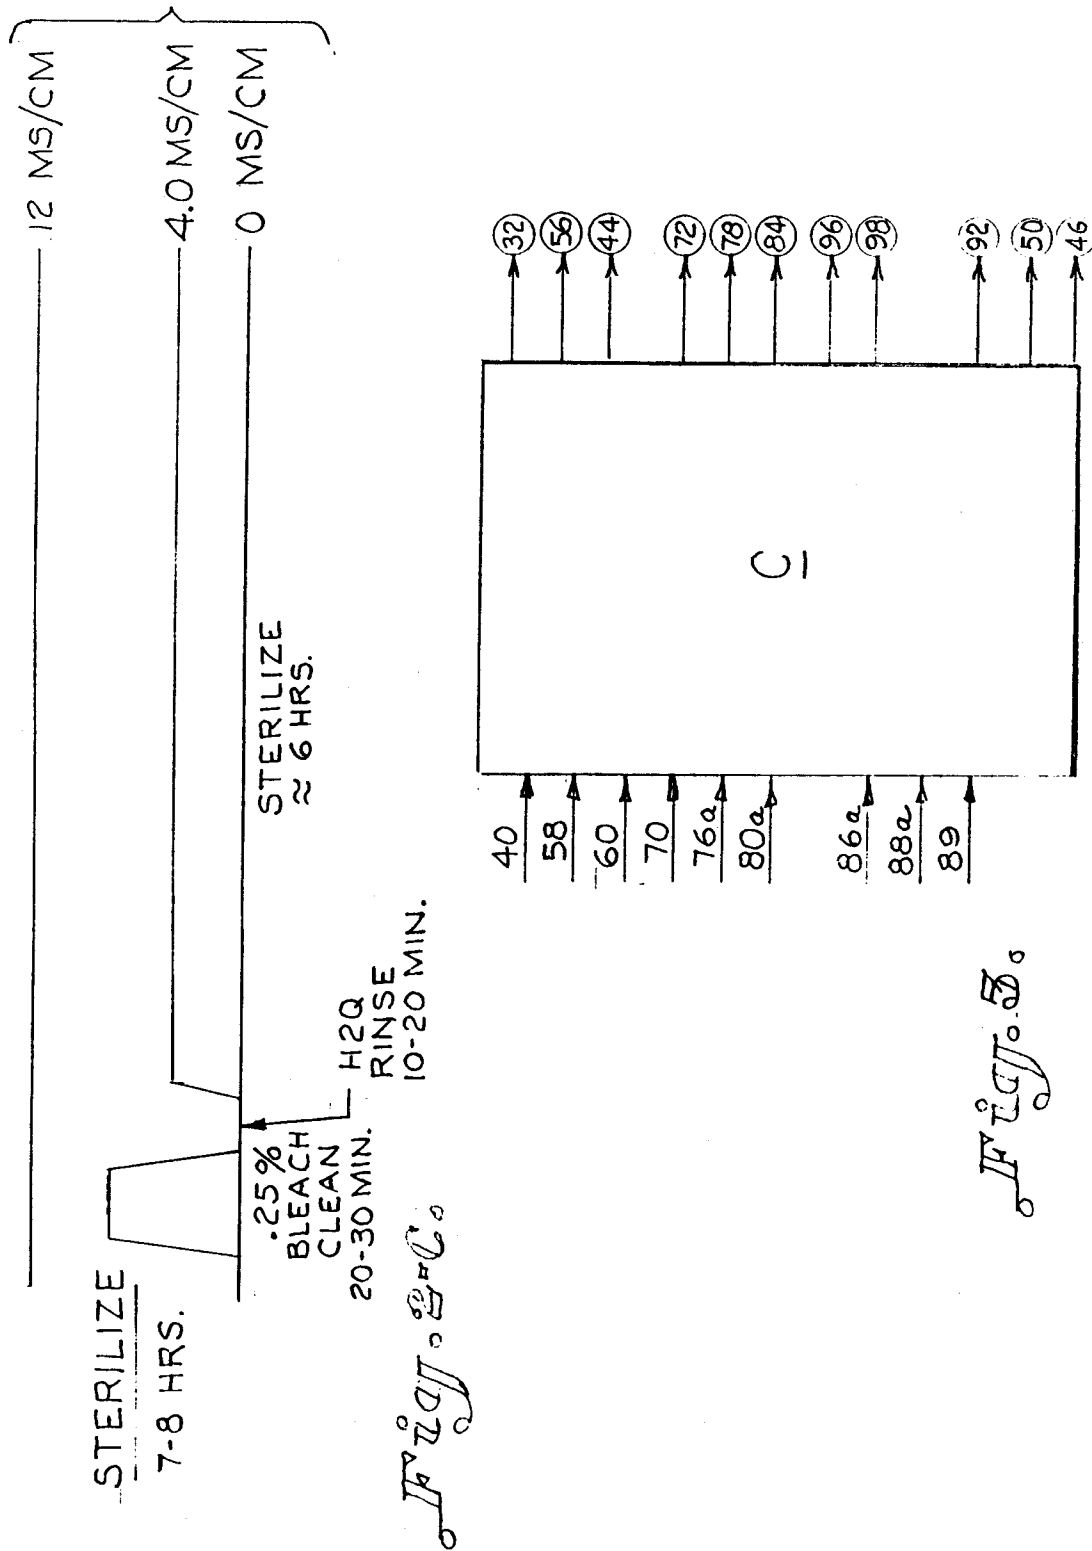 STERILIZE
7-8 HRS.
12 MS/CM
4.0 MS/CM
0 MS/CM
.25%
BLEACH
CLEAN
20-30 MIN.
H2O
RINSE
10-20 MIN.
STERILIZE
≈ 6 HRS.
Fig. 2-C.
40
58
60
70
76a
80a
86a
88a
89
C
32
56
44
72
78
84
96
98
92
50
46
Fig. 3.